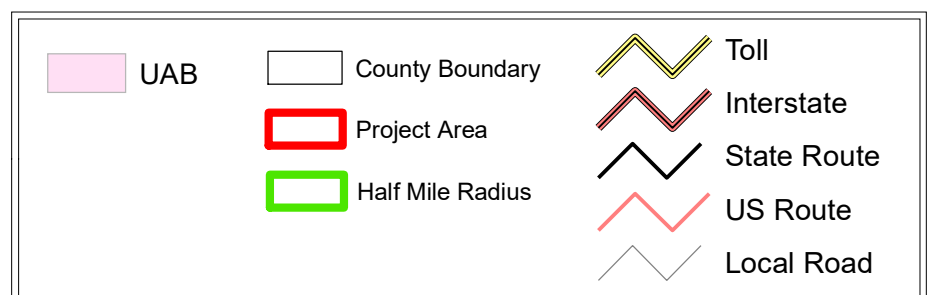 UAB
County Boundary
Project Area
Half Mile Radius
Toll
Interstate
State Route
US Route
Local Road